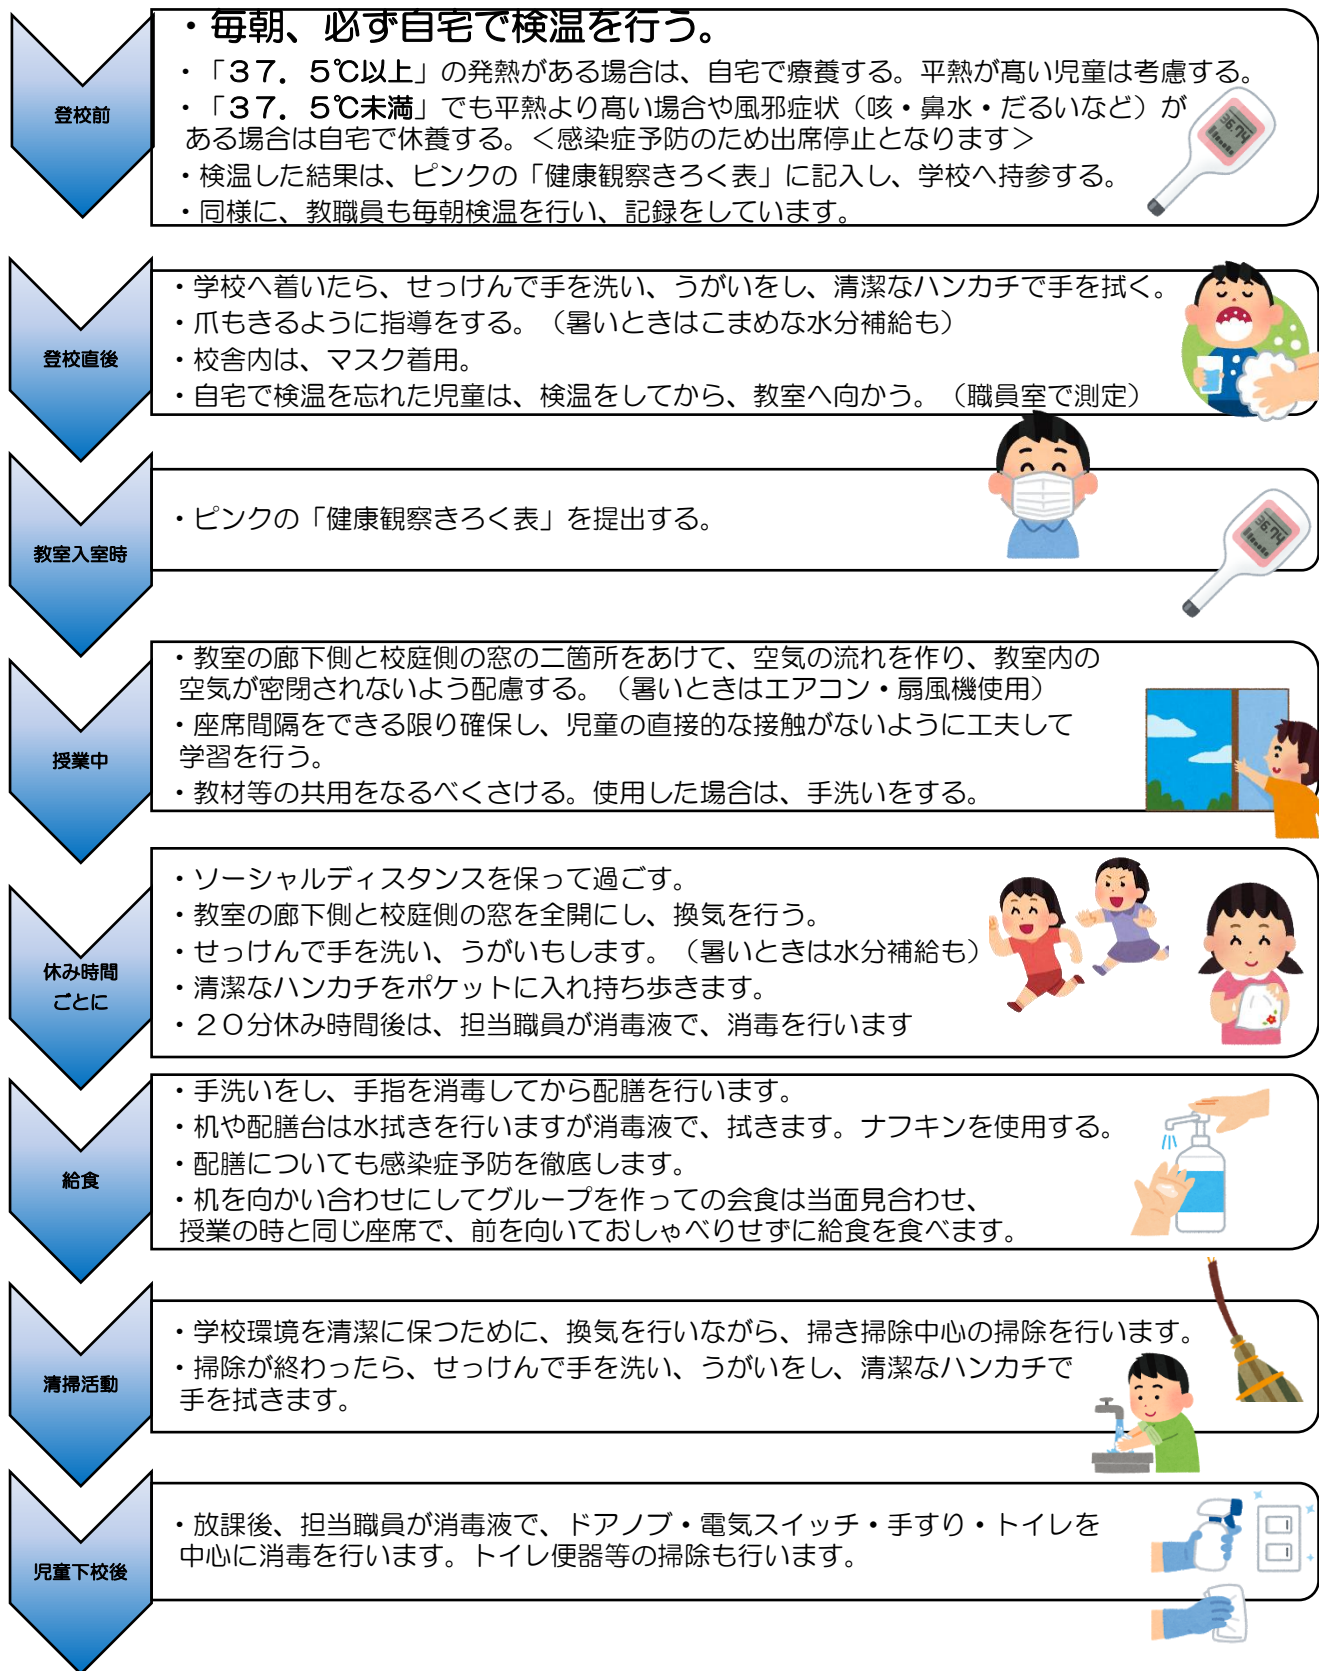 登校前
・毎朝、必ず自宅で検温を行う。
・「３７．５℃以上」の発熱がある場合は、自宅で療養する。平熱が高い児童は考慮する。
・「３７．５℃未満」でも平熱より高い場合や風邪症状（咳・鼻水・だるいなど）が
ある場合は自宅で休養する。＜感染症予防のため出席停止となります＞
・検温した結果は、ピンクの「健康観察きろく表」に記入し、学校へ持参する。
・同様に、教職員も毎朝検温を行い、記録をしています。
36.74
登校直後
・学校へ着いたら、せっけんで手を洗い、うがいをし、清潔なハンカチで手を拭く。
・爪もきるように指導をする。（暑いときはこまめな水分補給も）
・校舎内は、マスク着用。
・自宅で検温を忘れた児童は、検温をしてから、教室へ向かう。（職員室で測定）
教室入室時
・ピンクの「健康観察きろく表」を提出する。
36.74
授業中
・教室の廊下側と校庭側の窓の二箇所をあけて、空気の流れを作り、教室内の
空気が密閉されないよう配慮する。（暑いときはエアコン・扇風機使用）
・座席間隔をできる限り確保し、児童の直接的な接触がないように工夫して
学習を行う。
・教材等の共用をなるべくさける。使用した場合は、手洗いをする。
休み時間
ごとに
・ソーシャルディスタンスを保って過ごす。
・教室の廊下側と校庭側の窓を全開にし、換気を行う。
・せっけんで手を洗い、うがいもします。（暑いときは水分補給も）
・清潔なハンカチをポケットに入れ持ち歩きます。
・２０分休み時間後は、担当職員が消毒液で、消毒を行います
給食
・手洗いをし、手指を消毒してから配膳を行います。
・机や配膳台は水拭きを行いますが消毒液で、拭きます。ナフキンを使用する。
・配膳についても感染症予防を徹底します。
・机を向かい合わせにしてグループを作っての会食は当面見合わせ、
授業の時と同じ座席で、前を向いておしゃべりせずに給食を食べます。
清掃活動
・学校環境を清潔に保つために、換気を行いながら、掃き掃除中心の掃除を行います。
・掃除が終わったら、せっけんで手を洗い、うがいをし、清潔なハンカチで
手を拭きます。
児童下校後
・放課後、担当職員が消毒液で、ドアノブ・電気スイッチ・手すり・トイレを
中心に消毒を行います。トイレ便器等の掃除も行います。